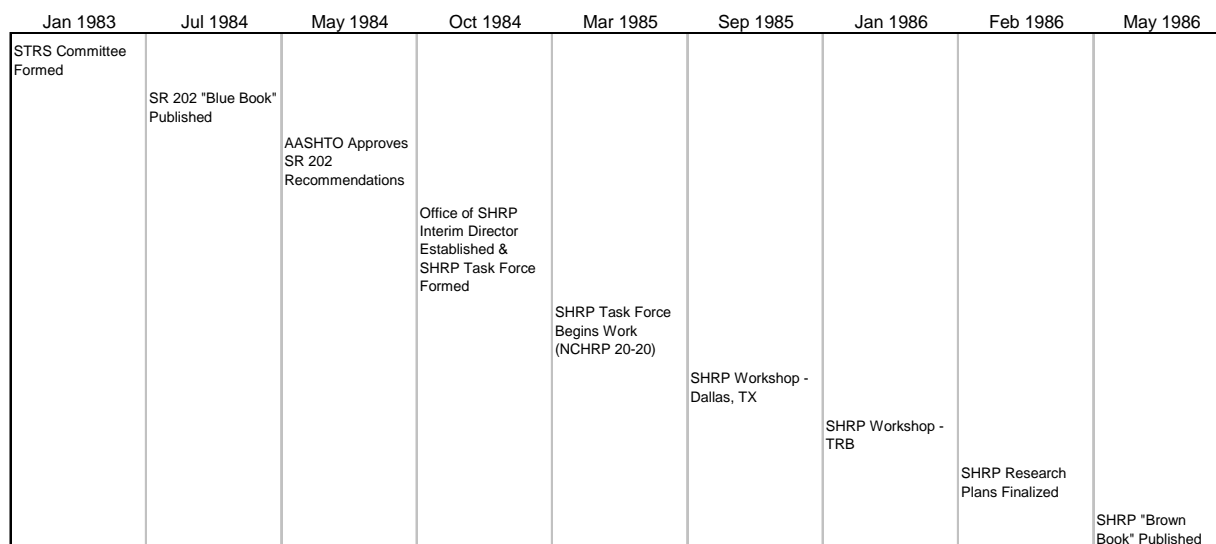 Jan 1983 Jul 1984 May 1984 Oct 1984 Mar 1985 Sep 1985 Jan 1986 Feb 1986 May 1986
STRS Committee
Formed
SR 202 "Blue Book"
Published
AASHTO Approves
SR 202
Recommendations
Office of SHRP
Interim Director
Established &
SHRP Task Force
Formed
SHRP Task Force
Begins Work
(NCHRP 20-20)
SHRP Workshop -
Dallas, TX
SHRP Workshop -
TRB
SHRP Research
Plans Finalized
SHRP "Brown
Book" Published